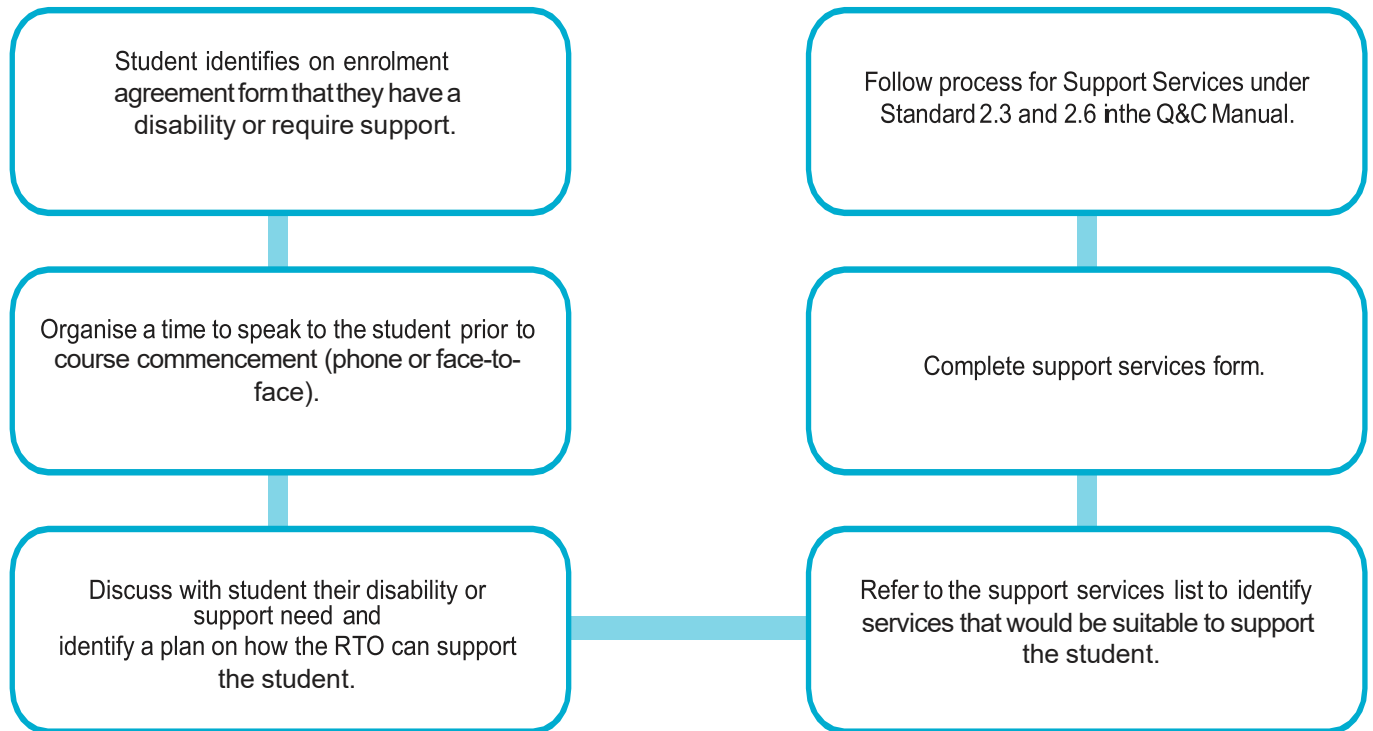 Student identifies on enrolment
agreement form that they have a
disability or require support.
Organise a time to speak to the student prior to
course commencement (phone or face-to-
face).
Discuss with student their disability or
support need and
identify a plan on how the RTO can support
the student.
Refer to the support services list to identify
services that would be suitable to support
the student.
Complete support services form.
Follow process for Support Services under
Standard 2.3 and 2.6 inthe Q&C Manual.